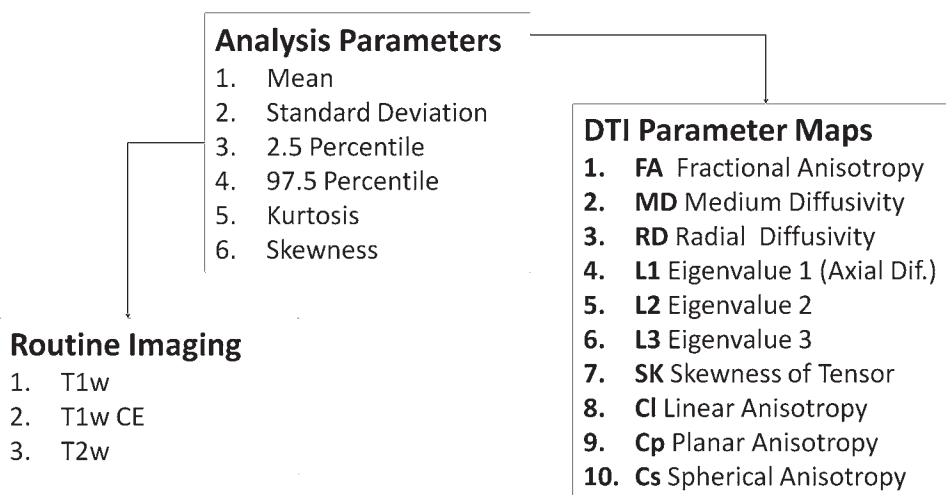 Analysis Parameters
1. Mean
2. Standard Deviation
3. 2.5 Percentile
4. 97.5 Percentile
5. Kurtosis
6. Skewness
Routine Imaging
1. T1w
2. T1w CE
3. T2w
DTI Parameter Maps
1. FA Fractional Anisotropy
2. MD Medium Diffusivity
3. RD Radial Diffusivity
4. L1 Eigenvalue 1 (Axial Dif.)
5. L2 Eigenvalue 2
6. L3 Eigenvalue 3
7. SK Skewness of Tensor
8. Cl Linear Anisotropy
9. Cp Planar Anisotropy
10. Cs Spherical Anisotropy